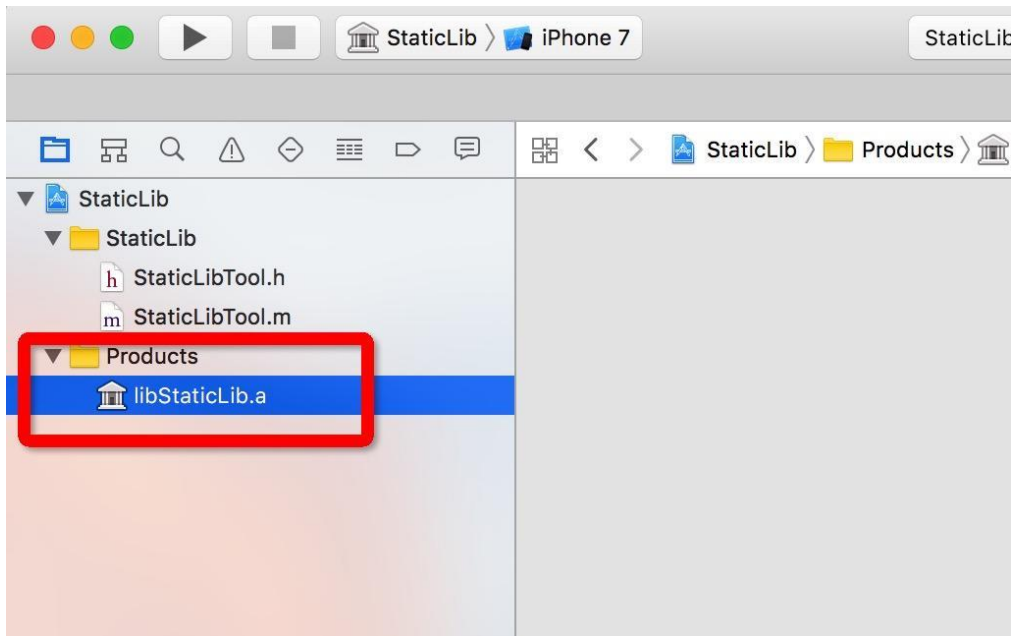 StaticLib 〉 iPhone 7
StaticLib
StaticLib 〉 Products 〉
StaticLib
StaticLib
h StaticLibTool.h
m StaticLibTool.m
Products
libStaticLib.a